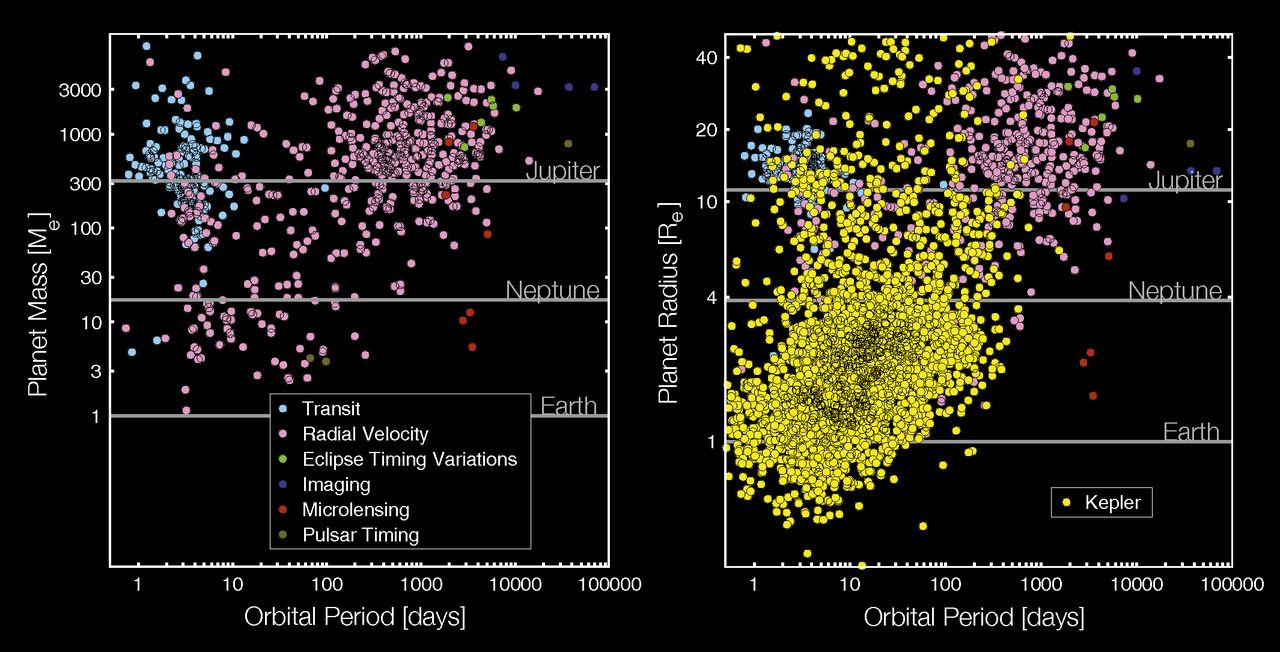 Planet Mass [Me]
3000
1000
300
100
30
10
3
1
Jupiter
Neptune
Earth
Transit
Radial Velocity
Eclipse Timing Variations
Imaging
Microlensing
Pulsar Timing
1 10 100 1000 10000 100000
Orbital Period [days]
Planet Radius [Re]
40
20
10
4
1
Jupiter
Neptune
Earth
Kepler
1 10 100 1000 10000 100000
Orbital Period [days]